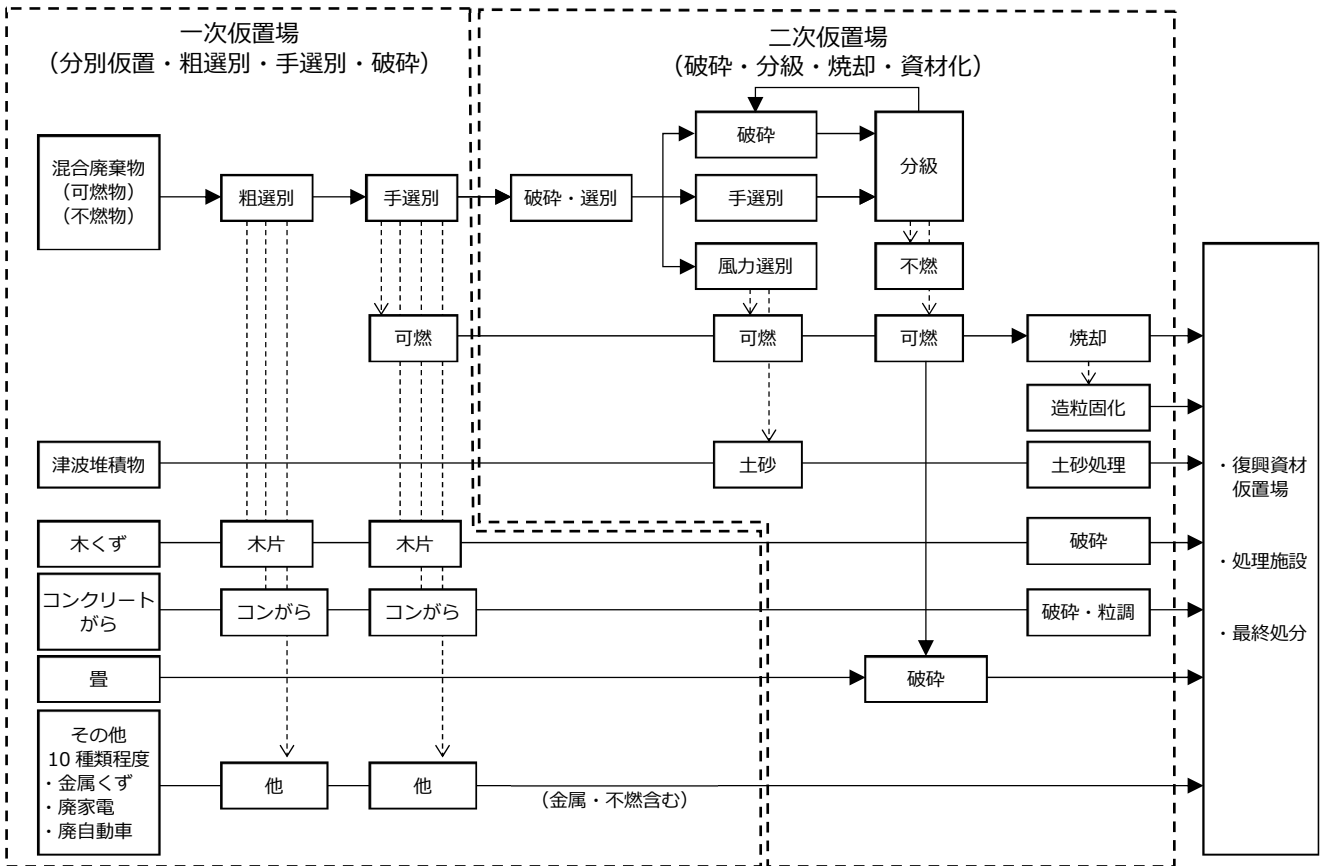 一次仮置場
（分別仮置・粗選別・手選別・破砕）
二次仮置場
（破砕・分級・焼却・資材化）
混合廃棄物
（可燃物）
（不燃物）
粗選別
手選別
破砕・選別
破砕
手選別
風力選別
分級
不燃
可燃
可燃
可燃
焼却
造粒固化
津波堆積物
土砂
土砂処理
木くず
木片
木片
破砕
コンクリート
がら
コンがら
コンがら
破砕・粒調
畳
破砕
その他
10 種類程度
・金属くず
・廃家電
・廃自動車
他
他
（金属・不燃含む）
・復興資材
仮置場
・処理施設
・最終処分